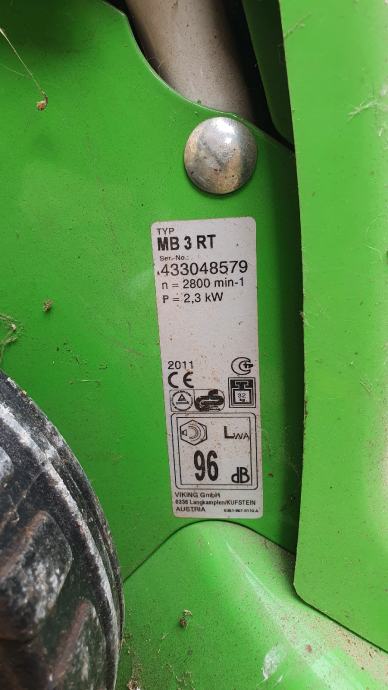 TYP
MB 3 RT
Ser.-No.:
433048579
n = 2800 min-1
P = 2,3 kW
2011
CE
32
kg
LWA
96 dB
VIKING GmbH
6336 Langkampfen/KUFSTEIN
AUSTRIA